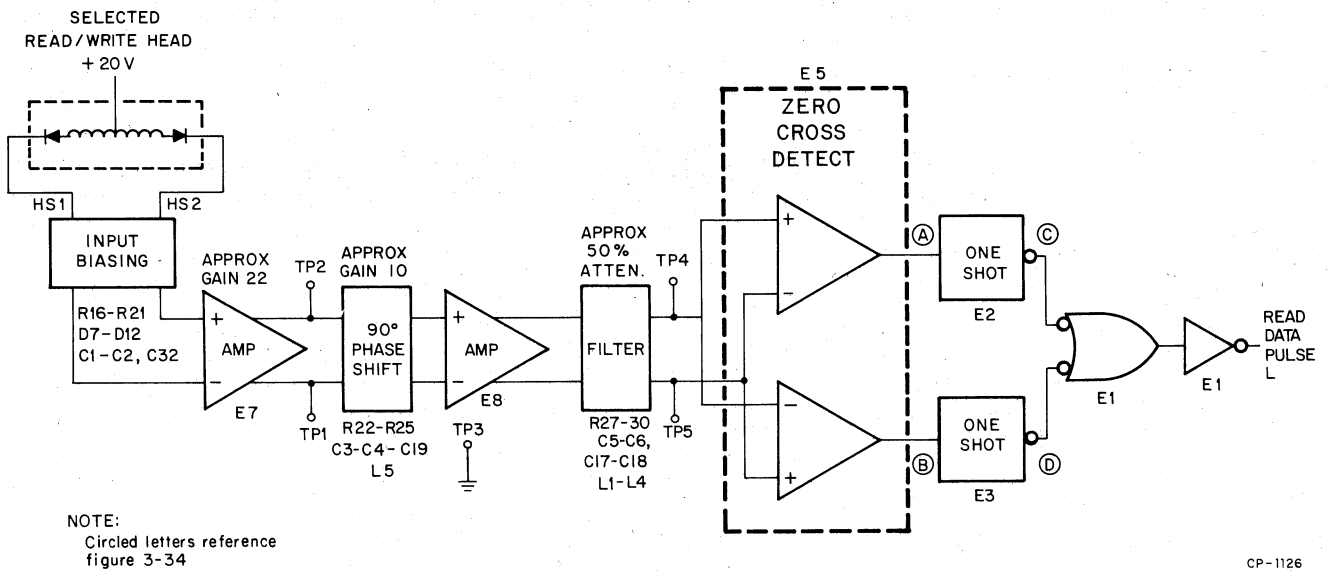 SELECTED
READ/WRITE HEAD
+20V
HS1
HS2
INPUT
BIASING
R16-R21
D7-D12
C1-C2, C32
APPROX
GAIN 22
+
AMP
−
E7
TP2
TP1
APPROX
GAIN 10
90°
PHASE
SHIFT
R22-R25
C3-C4-C19
L5
+
AMP
−
E8
TP3
APPROX
50%
ATTEN.
FILTER
R27-30
C5-C6,
C17-C18
L1-L4
TP4
TP5
E5
ZERO
CROSS
DETECT
+
−
−
+
A
B
ONE
SHOT
E2
C
ONE
SHOT
E3
D
E1
E1
READ
DATA
PULSE
L
NOTE:
Circled letters reference
figure 3-34
CP-1126